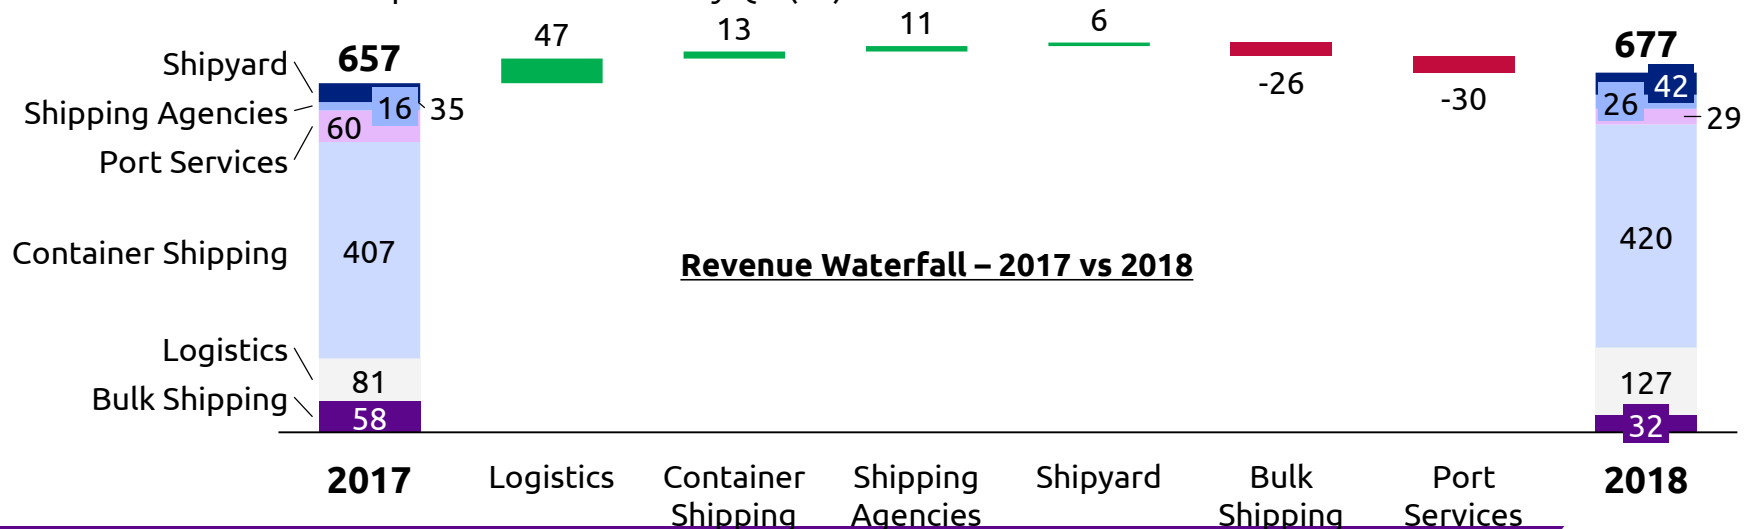 47
13
11
6
657
677
Shipyard
42
26
16
35
Shipping Agencies
29
60
-26
-30
Port Services
Container Shipping
407
420
Revenue Waterfall – 2017 vs 2018
Logistics
81
127
Bulk Shipping
58
32
2017
Logistics
Container
Shipping
Shipping
Agencies
Shipyard
Bulk
Shipping
Port
Services
2018